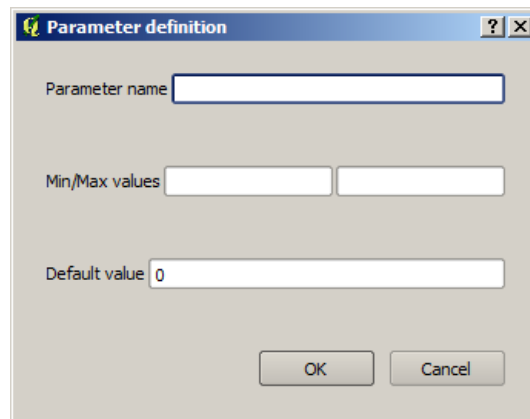 Parameter definition
Parameter name
Min/Max values
Default value 0
OK Cancel